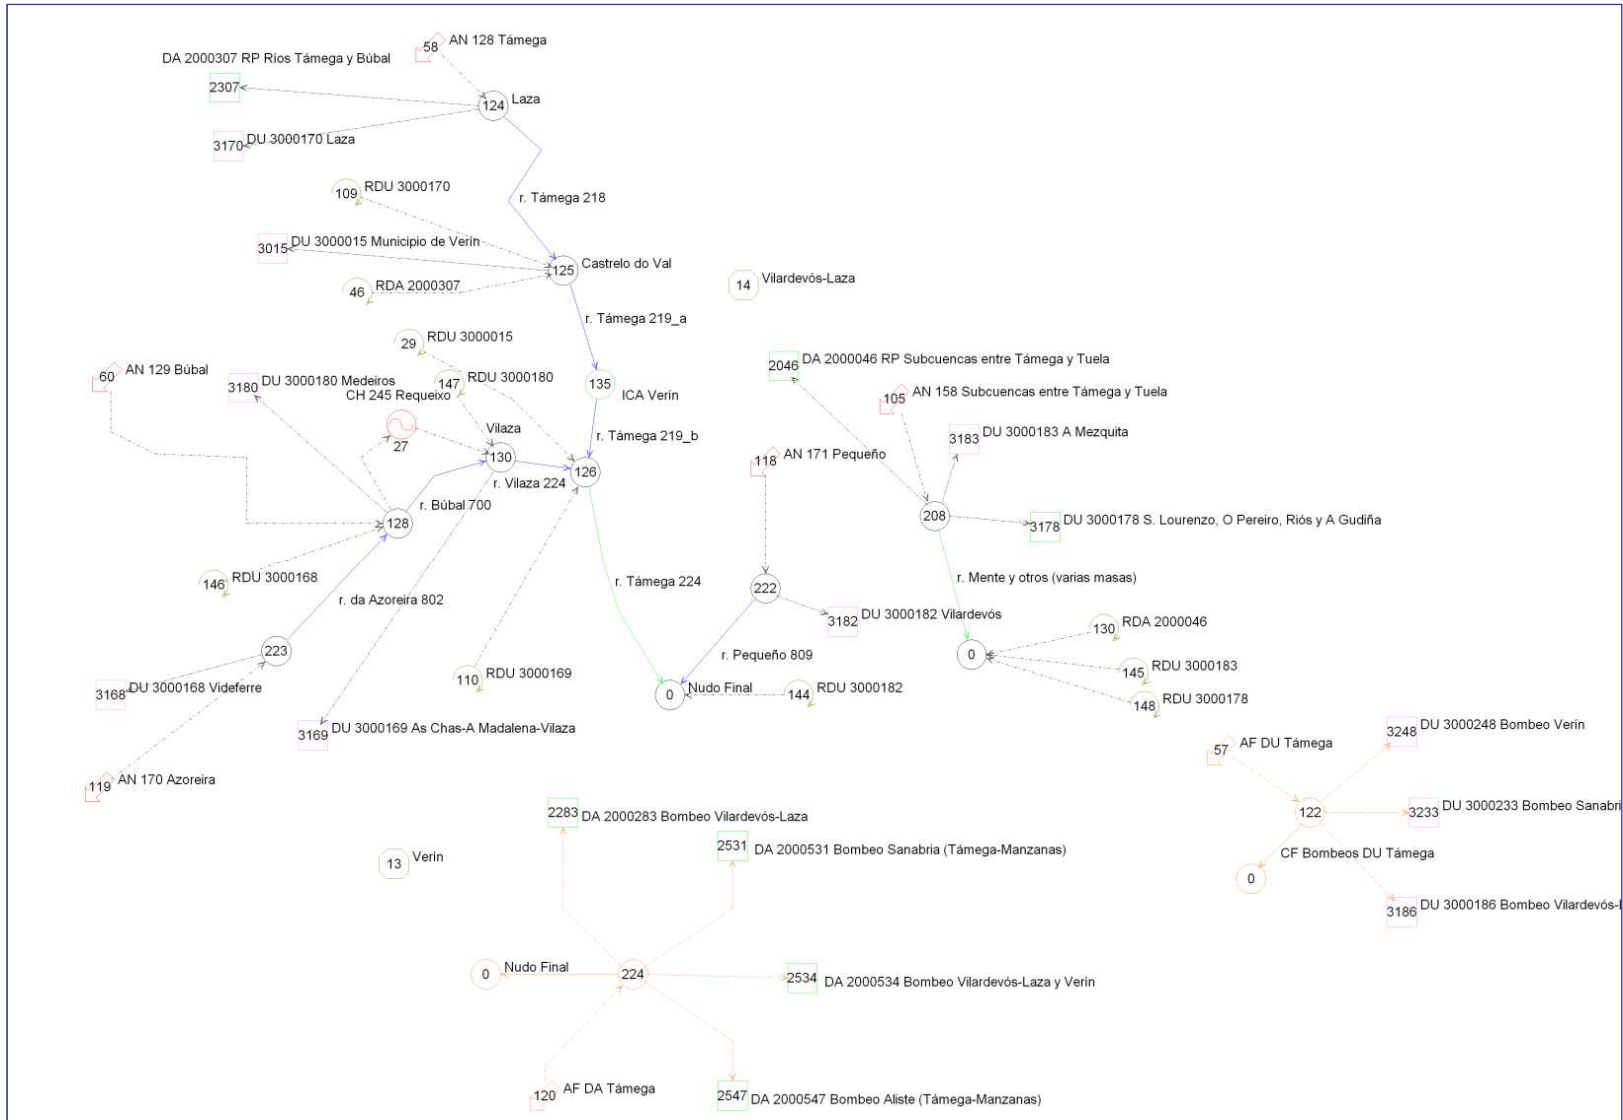 58 AN 128 Támega
DA 2000307 RP Ríos Támega y Búbal
2307
124 Laza
3170 DU 3000170 Laza
109 RDU 3000170
r. Támega 218
3015 DU 3000015 Municipio de Verín
125 Castrelo do Val
46 RDA 2000307
14 Vilardevós-Laza
r. Támega 219_a
29 RDU 3000015
2046 DA 2000046 RP Subcuencas entre Támega y Tuela
60 AN 129 Búbal
3180 DU 3000180 Medeiros
147 RDU 3000180
135
ICA Verín
CH 245 Requeixo
27
105 AN 158 Subcuencas entre Támega y Tuela
Vilaza
130
r. Támega 219_b
3183 DU 3000183 A Mezquita
118 AN 171 Pequeño
126
r. Vilaza 224
r. Búbal 700
128
208
3178 DU 3000178 S. Lourenzo, O Pereiro, Riós y A Gudiña
146 RDU 3000168
r. Támega 224
r. Mente y otros (varias masas)
222
r. da Azoreira 802
3182 DU 3000182 Vilardevós
130 RDA 2000046
223
r. Pequeño 809
0
145 RDU 3000183
110 RDU 3000169
0 Nudo Final
144 RDU 3000182
148 RDU 3000178
3168 DU 3000168 Videferre
3169 DU 3000169 As Chas-A Madalena-Vilaza
119 AN 170 Azoreira
57 AF DU Támega
3248 DU 3000248 Bombeo Verín
122
3233 DU 3000233 Bombeo Sanabri
2283 DA 2000283 Bombeo Vilardevós-Laza
2531 DA 2000531 Bombeo Sanabria (Támega-Manzanas)
CF Bombeos DU Támega
13 Verín
0
3186 DU 3000186 Bombeo Vilardevós-L
0 Nudo Final
224
2534 DA 2000534 Bombeo Vilardevós-Laza y Verín
120 AF DA Támega
2547 DA 2000547 Bombeo Aliste (Támega-Manzanas)